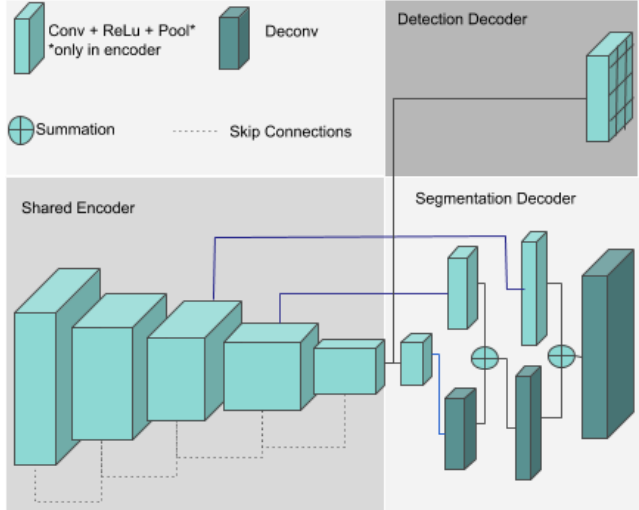 Conv + ReLu + Pool*
*only in encoder
Deconv
Detection Decoder
Summation
Skip Connections
Shared Encoder
Segmentation Decoder